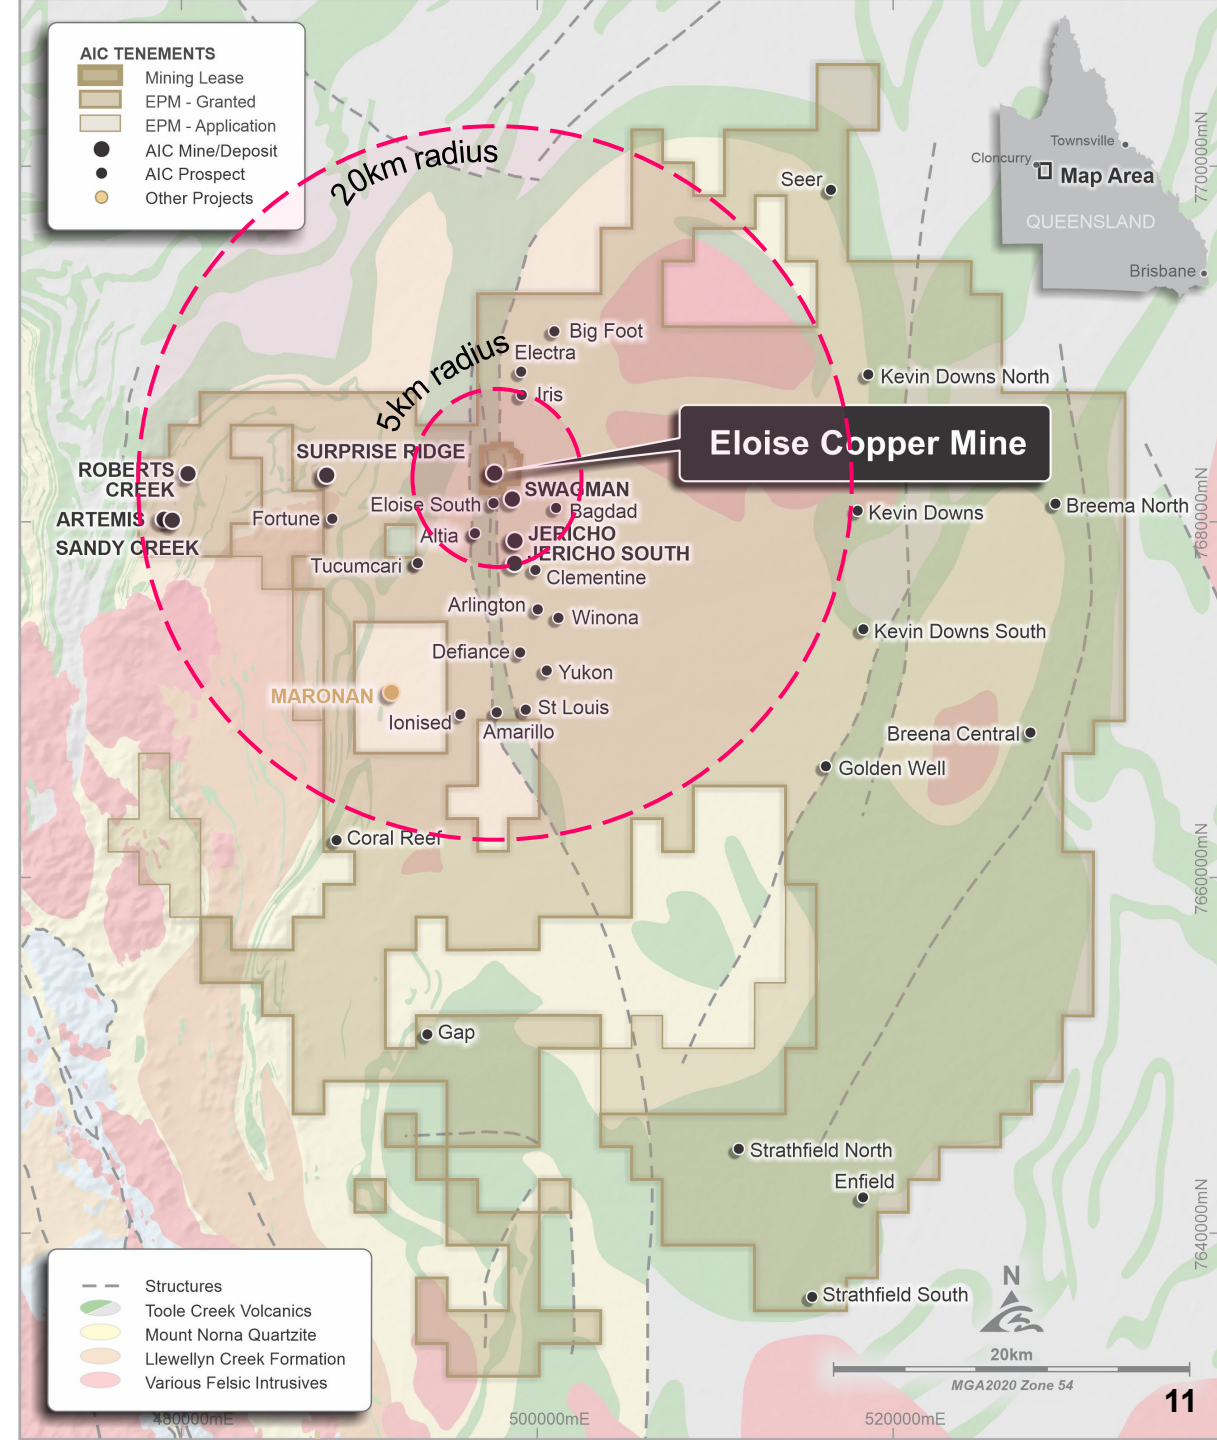 AIC TENEMENTS
Mining Lease
EPM - Granted
EPM - Application
AIC Mine/Deposit
AIC Prospect
Other Projects
Townsville
Cloncurry
Map Area
QUEENSLAND
Brisbane
7700000mN
20km radius
Seer
Big Foot
Electra
5km radius
Iris
Kevin Downs North
Eloise Copper Mine
SURPRISE RIDGE
ROBERTS
CREEK
SWAGMAN
Eloise South
Bagdad
Kevin Downs
Breema North
7680000mN
ARTEMIS
Fortune
Altia
JERICHO
SANDY CREEK
JERICHO SOUTH
Tucumcari
Clementine
Arlington
Winona
Kevin Downs South
Defiance
Yukon
MARONAN
Ionised
St Louis
Amarillo
Breena Central
Golden Well
Coral Reef
7660000mN
Gap
Strathfield North
Enfield
7640000mN
Strathfield South
N
20km
MGA2020 Zone 54
Structures
Toole Creek Volcanics
Mount Norna Quartzite
Llewellyn Creek Formation
Various Felsic Intrusives
480000mE
500000mE
520000mE
11